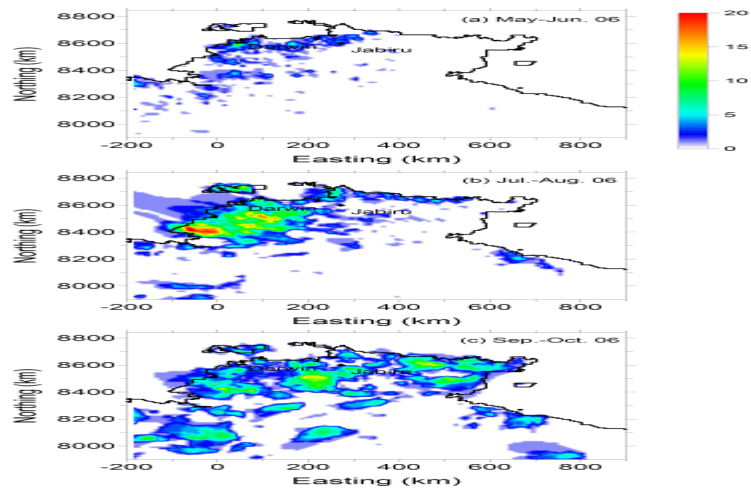 8800
(a) May-Jun. 06
20
8600
Darwin
Jabiru
15
8400
10
8200
5
8000
0
Northing (km)
-200 0 200 400 600 800
Easting (km)
8800
(b) Jul.-Aug. 06
8600
Darwin
Jabiru
8400
8200
8000
Northing (km)
-200 0 200 400 600 800
Easting (km)
8800
(c) Sep.-Oct. 06
8600
Darwin
Jabiru
8400
8200
8000
Northing (km)
-200 0 200 400 600 800
Easting (km)